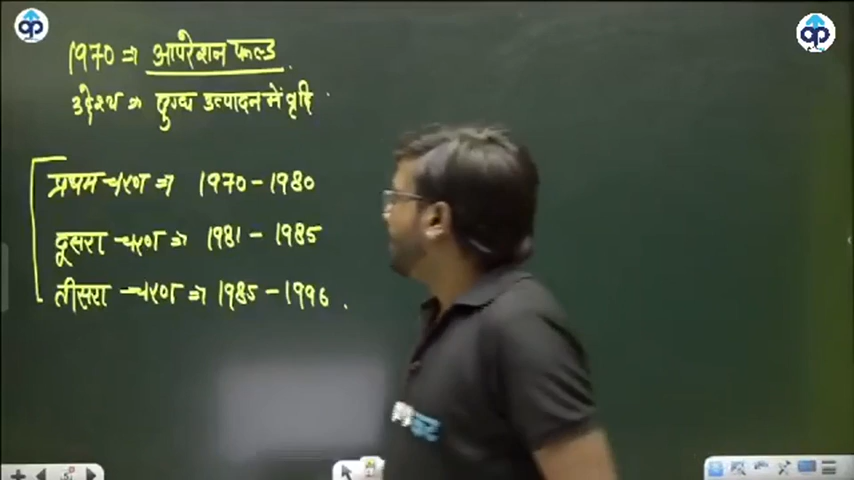 1970 ⇒ आपरेशन फ्लड
उद्देश्य ⇒ दुग्ध उत्पादन में वृद्धि
प्रथम चरण ⇒ 1970 - 1980
दूसरा चरण ⇒ 1981 - 1985
तीसरा चरण ⇒ 1985 - 1996.